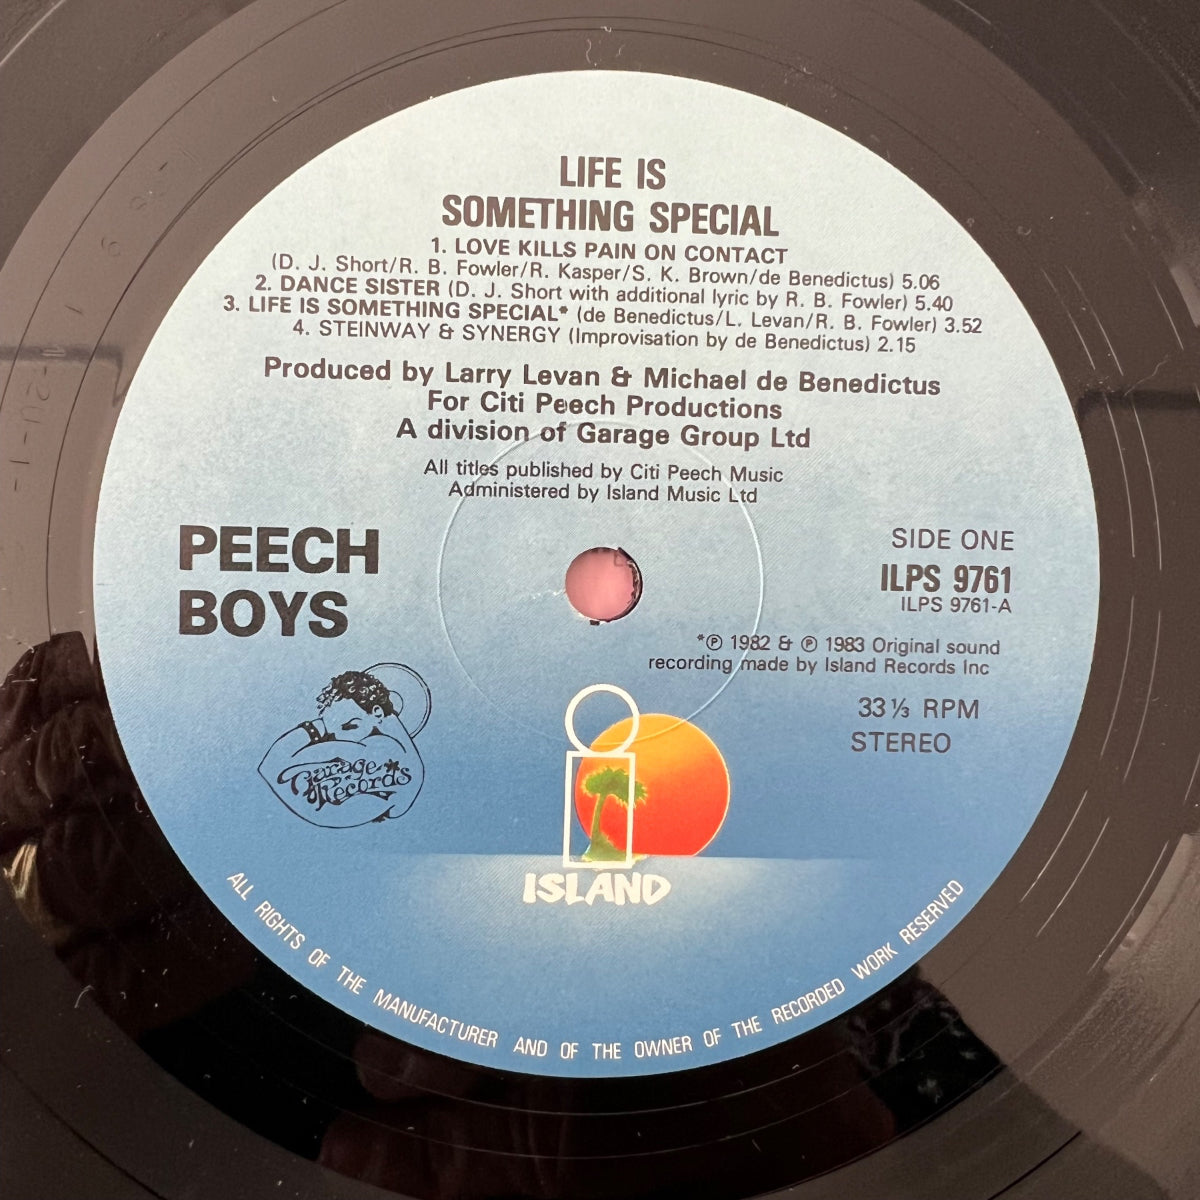 LIFE IS
SOMETHING SPECIAL
1. LOVE KILLS PAIN ON CONTACT
(D. J. Short/R. B. Fowler/R. Kasper/S. K. Brown/de Benedictus) 5.06
2. DANCE SISTER (D. J. Short with additional lyric by R. B. Fowler) 5.40
3. LIFE IS SOMETHING SPECIAL* (de Benedictus/L. Levan/R. B. Fowler) 3.52
4. STEINWAY & SYNERGY (Improvisation by de Benedictus) 2.15
Produced by Larry Levan & Michael de Benedictus
For Citi Peech Productions
A division of Garage Group Ltd
All titles published by Citi Peech Music
Administered by Island Music Ltd
PEECH
BOYS
SIDE ONE
ILPS 9761
ILPS 9761-A
*℗ 1982 & ℗ 1983 Original sound
recording made by Island Records Inc
33⅓ RPM
STEREO
Garage
Records
ISLAND
ALL RIGHTS OF THE MANUFACTURER AND OF THE OWNER OF THE RECORDED WORK RESERVED